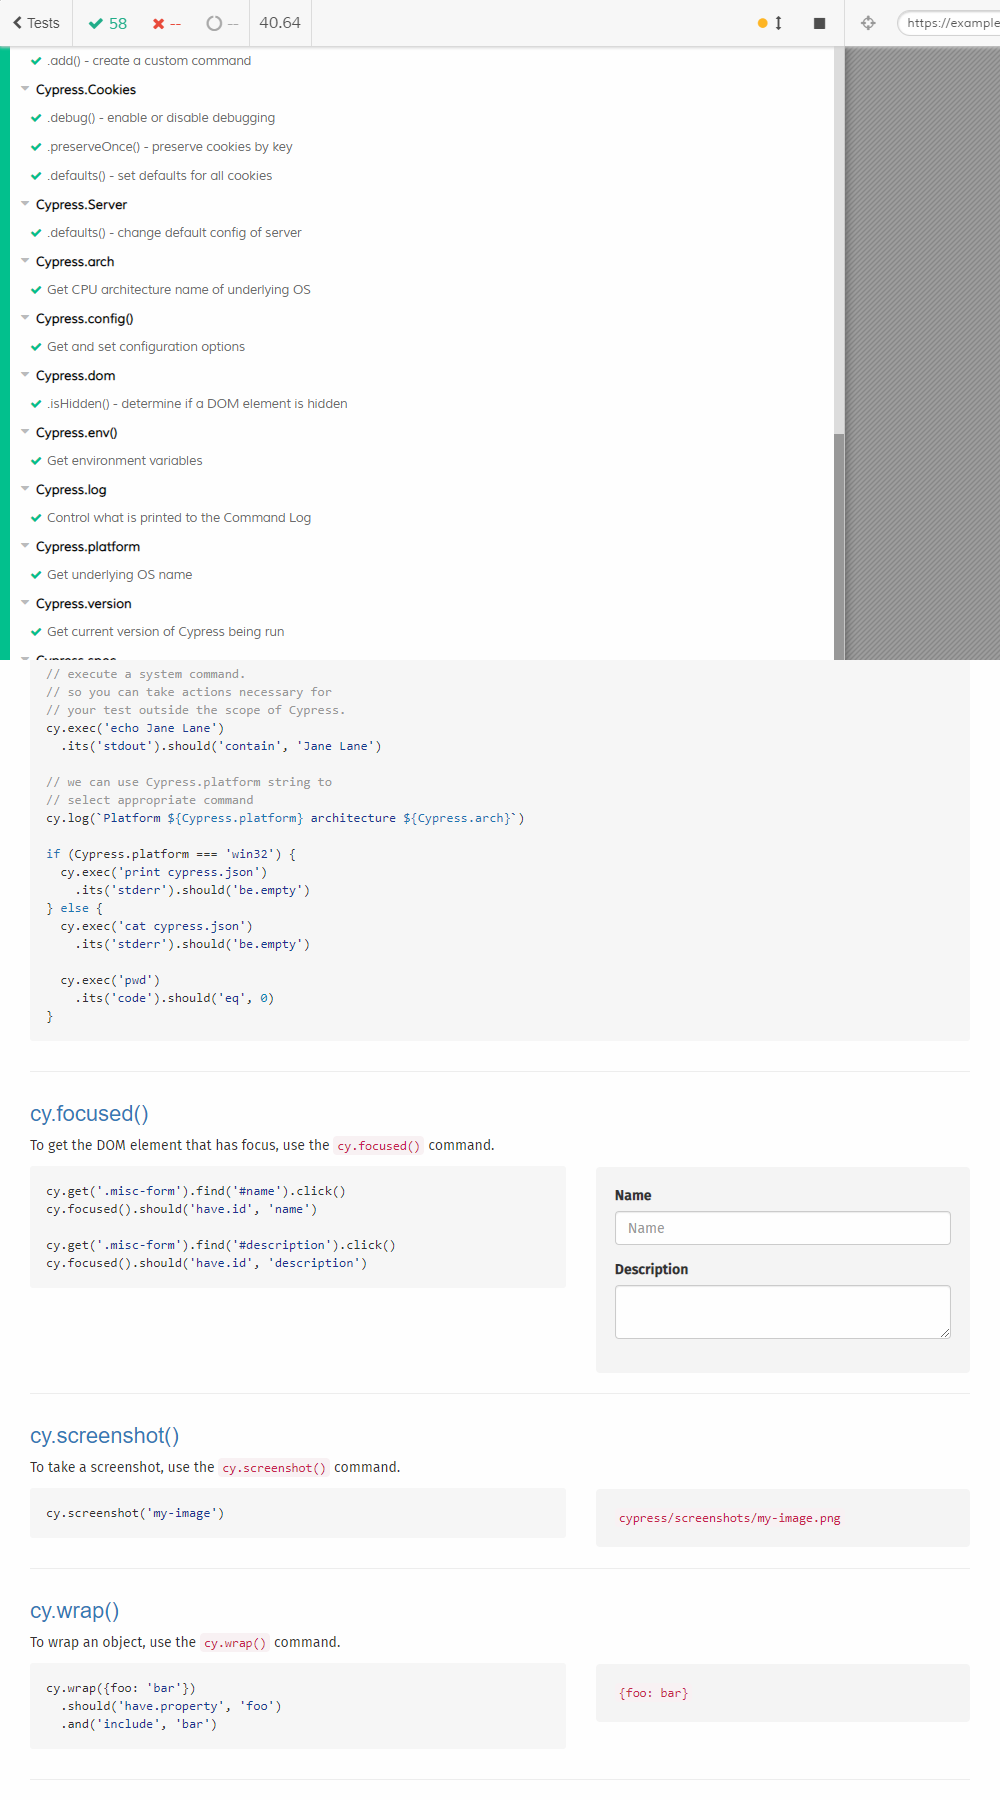 Tests 58 -- -- 40.64 https://example
.add() - create a custom command
Cypress.Cookies
.debug() - enable or disable debugging
.preserveOnce() - preserve cookies by key
.defaults() - set defaults for all cookies
Cypress.Server
.defaults() - change default config of server
Cypress.arch
Get CPU architecture name of underlying OS
Cypress.config()
Get and set configuration options
Cypress.dom
.isHidden() - determine if a DOM element is hidden
Cypress.env()
Get environment variables
Cypress.log
Control what is printed to the Command Log
Cypress.platform
Get underlying OS name
Cypress.version
Get current version of Cypress being run
Cypress.spec
// execute a system command.
// so you can take actions necessary for
// your test outside the scope of Cypress.
cy.exec('echo Jane Lane')
  .its('stdout').should('contain', 'Jane Lane')
// we can use Cypress.platform string to
// select appropriate command
cy.log(`Platform ${Cypress.platform} architecture ${Cypress.arch}`)
if (Cypress.platform === 'win32') {
  cy.exec('print cypress.json')
    .its('stderr').should('be.empty')
} else {
  cy.exec('cat cypress.json')
    .its('stderr').should('be.empty')
  cy.exec('pwd')
    .its('code').should('eq', 0)
}
cy.focused()
To get the DOM element that has focus, use the cy.focused() command.
cy.get('.misc-form').find('#name').click()
cy.focused().should('have.id', 'name')
cy.get('.misc-form').find('#description').click()
cy.focused().should('have.id', 'description')
Name
Name
Description
cy.screenshot()
To take a screenshot, use the cy.screenshot() command.
cy.screenshot('my-image')
cypress/screenshots/my-image.png
cy.wrap()
To wrap an object, use the cy.wrap() command.
cy.wrap({foo: 'bar'})
  .should('have.property', 'foo')
  .and('include', 'bar')
{foo: bar}